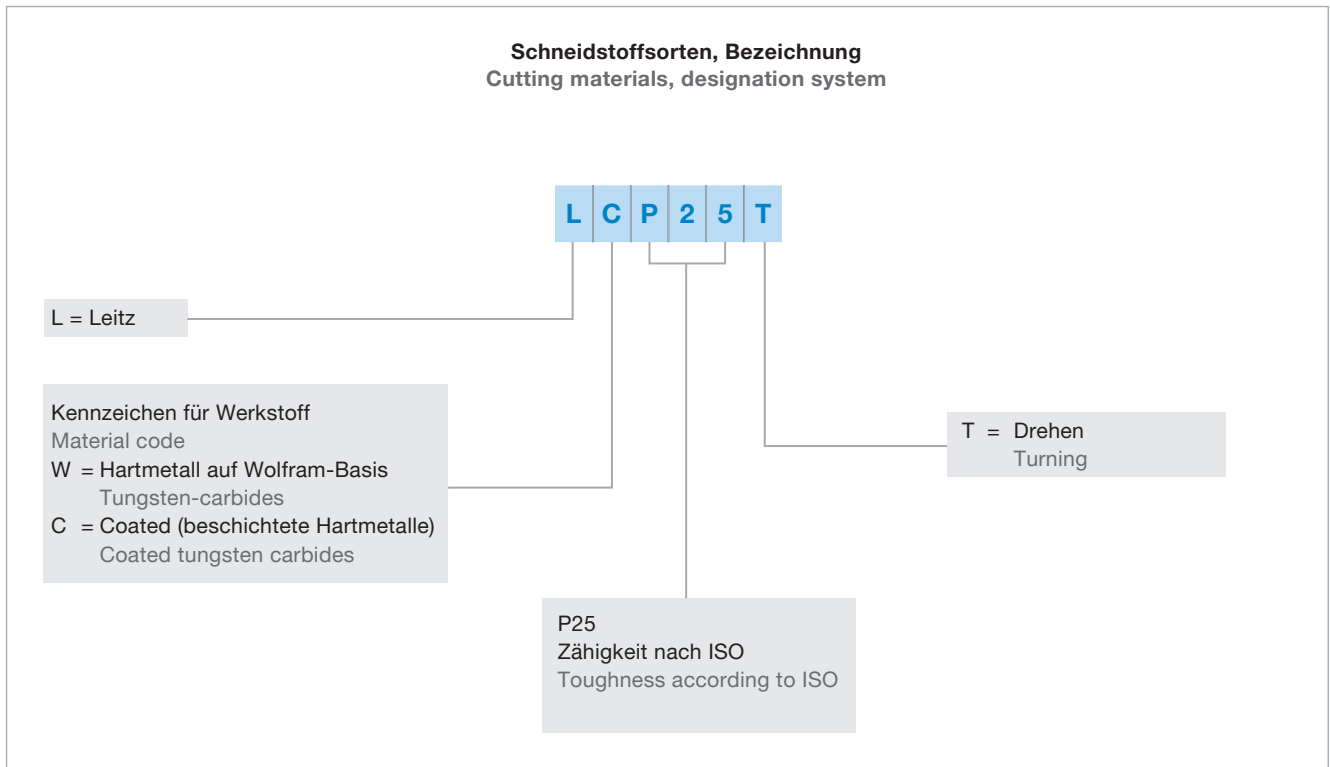 Schneidstoffsorten, Bezeichnung
Cutting materials, designation system
L C P 2 5 T
L = Leitz
Kennzeichen für Werkstoff
Material code
W = Hartmetall auf Wolfram-Basis
Tungsten-carbides
C = Coated (beschichtete Hartmetalle)
Coated tungsten carbides
T = Drehen
Turning
P25
Zähigkeit nach ISO
Toughness according to ISO